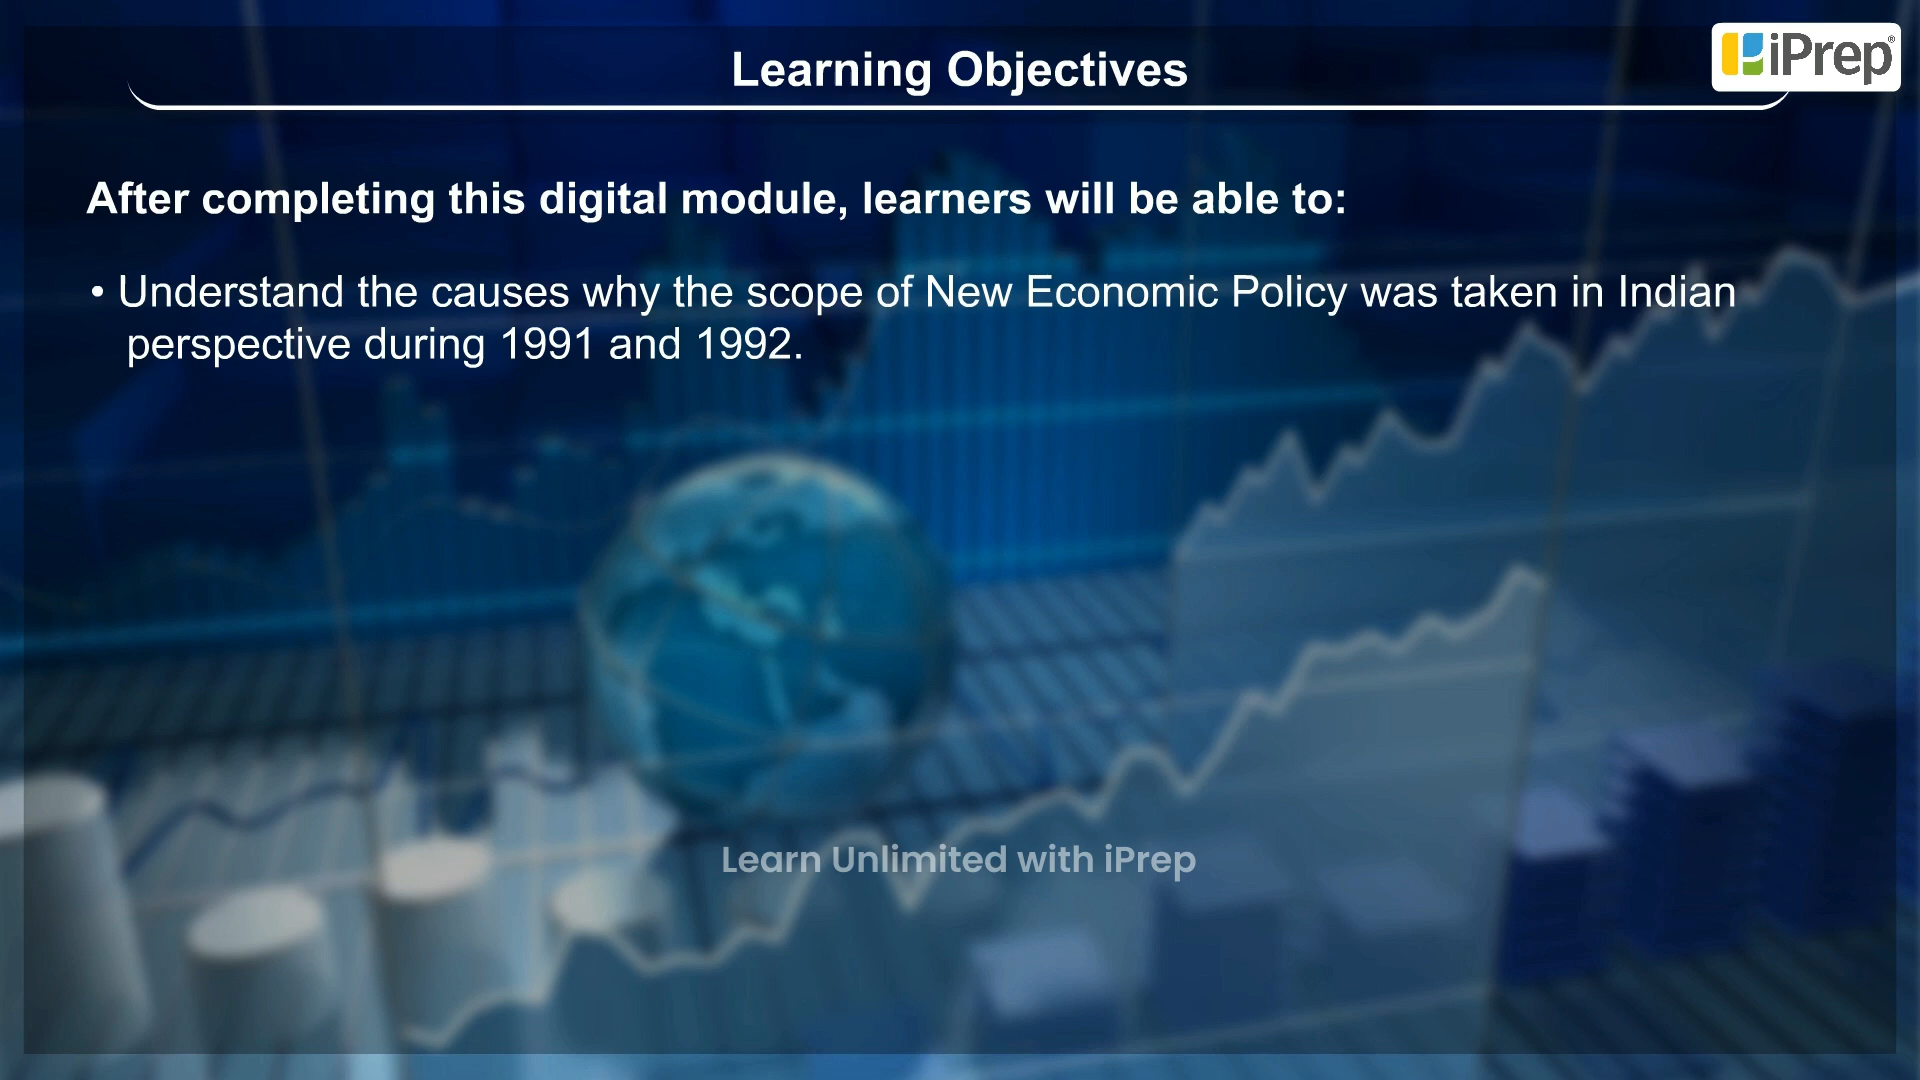 Learning Objectives
iPrep®
After completing this digital module, learners will be able to:
• Understand the causes why the scope of New Economic Policy was taken in Indian
perspective during 1991 and 1992.
Learn Unlimited with iPrep